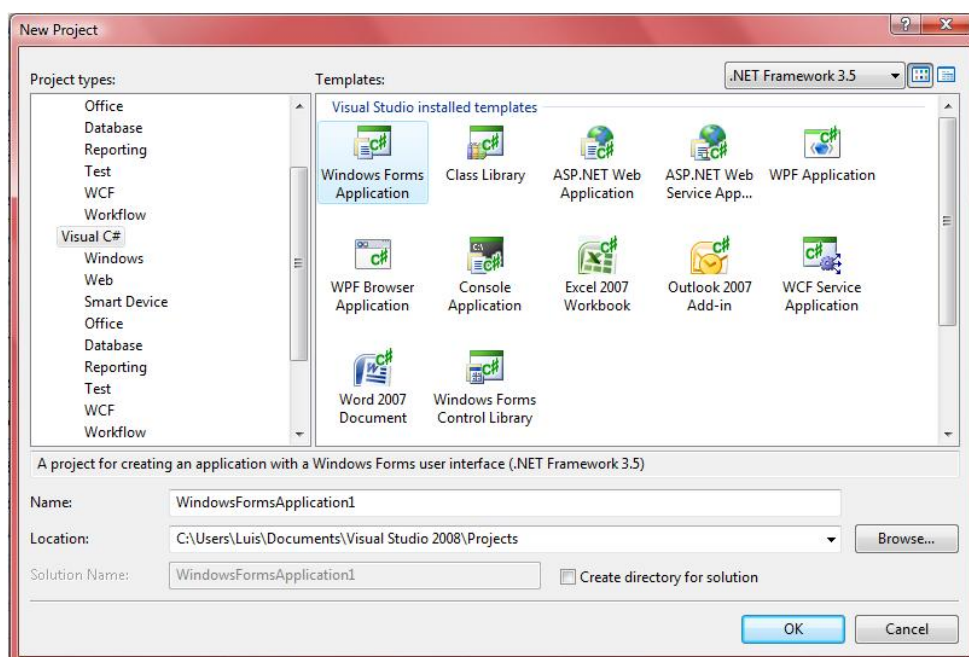 New Project
Project types:
Templates:
.NET Framework 3.5
Office
Database
Reporting
Test
WCF
Workflow
Visual C#
Windows
Web
Smart Device
Office
Database
Reporting
Test
WCF
Workflow
Visual Studio installed templates
Windows Forms
Application
Class Library
ASP.NET Web
Application
ASP.NET Web
Service App...
WPF Application
WPF Browser
Application
Console
Application
Excel 2007
Workbook
Outlook 2007
Add-in
WCF Service
Application
Word 2007
Document
Windows Forms
Control Library
A project for creating an application with a Windows Forms user interface (.NET Framework 3.5)
Name:
WindowsFormsApplication1
Location:
C:\Users\Luis\Documents\Visual Studio 2008\Projects
Browse...
Solution Name:
WindowsFormsApplication1
Create directory for solution
OK
Cancel